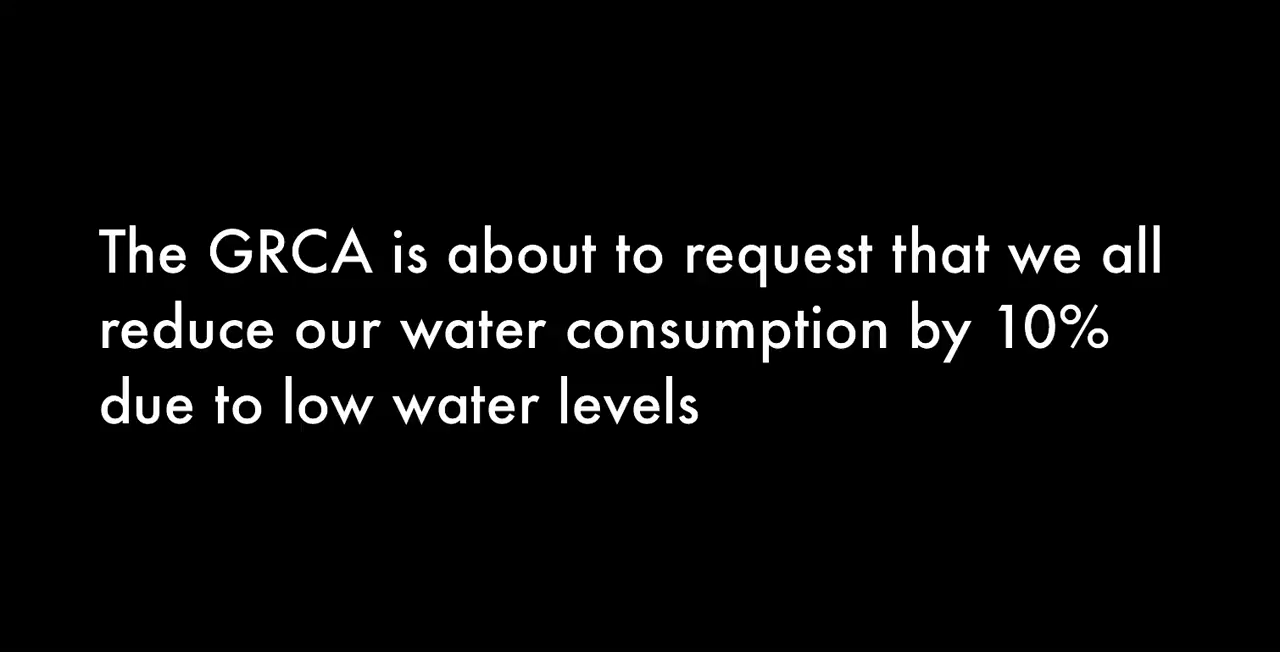 The GRCA is about to request that we all
reduce our water consumption by 10%
due to low water levels